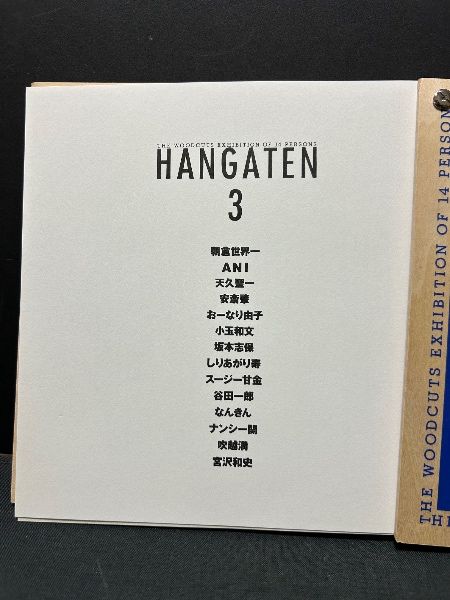 THE WOODCUTS EXHIBITION OF 14 PERSONS
HANGATEN
3
朝倉世界一
ANI
天久聖一
安斎肇
おーなり由子
小玉和文
坂本志保
しりあがり寿
スージー甘金
谷田一郎
なんきん
ナンシー関
吹越満
宮沢和史
THE WOODCUTS EXHIBITION OF 14 PERSON